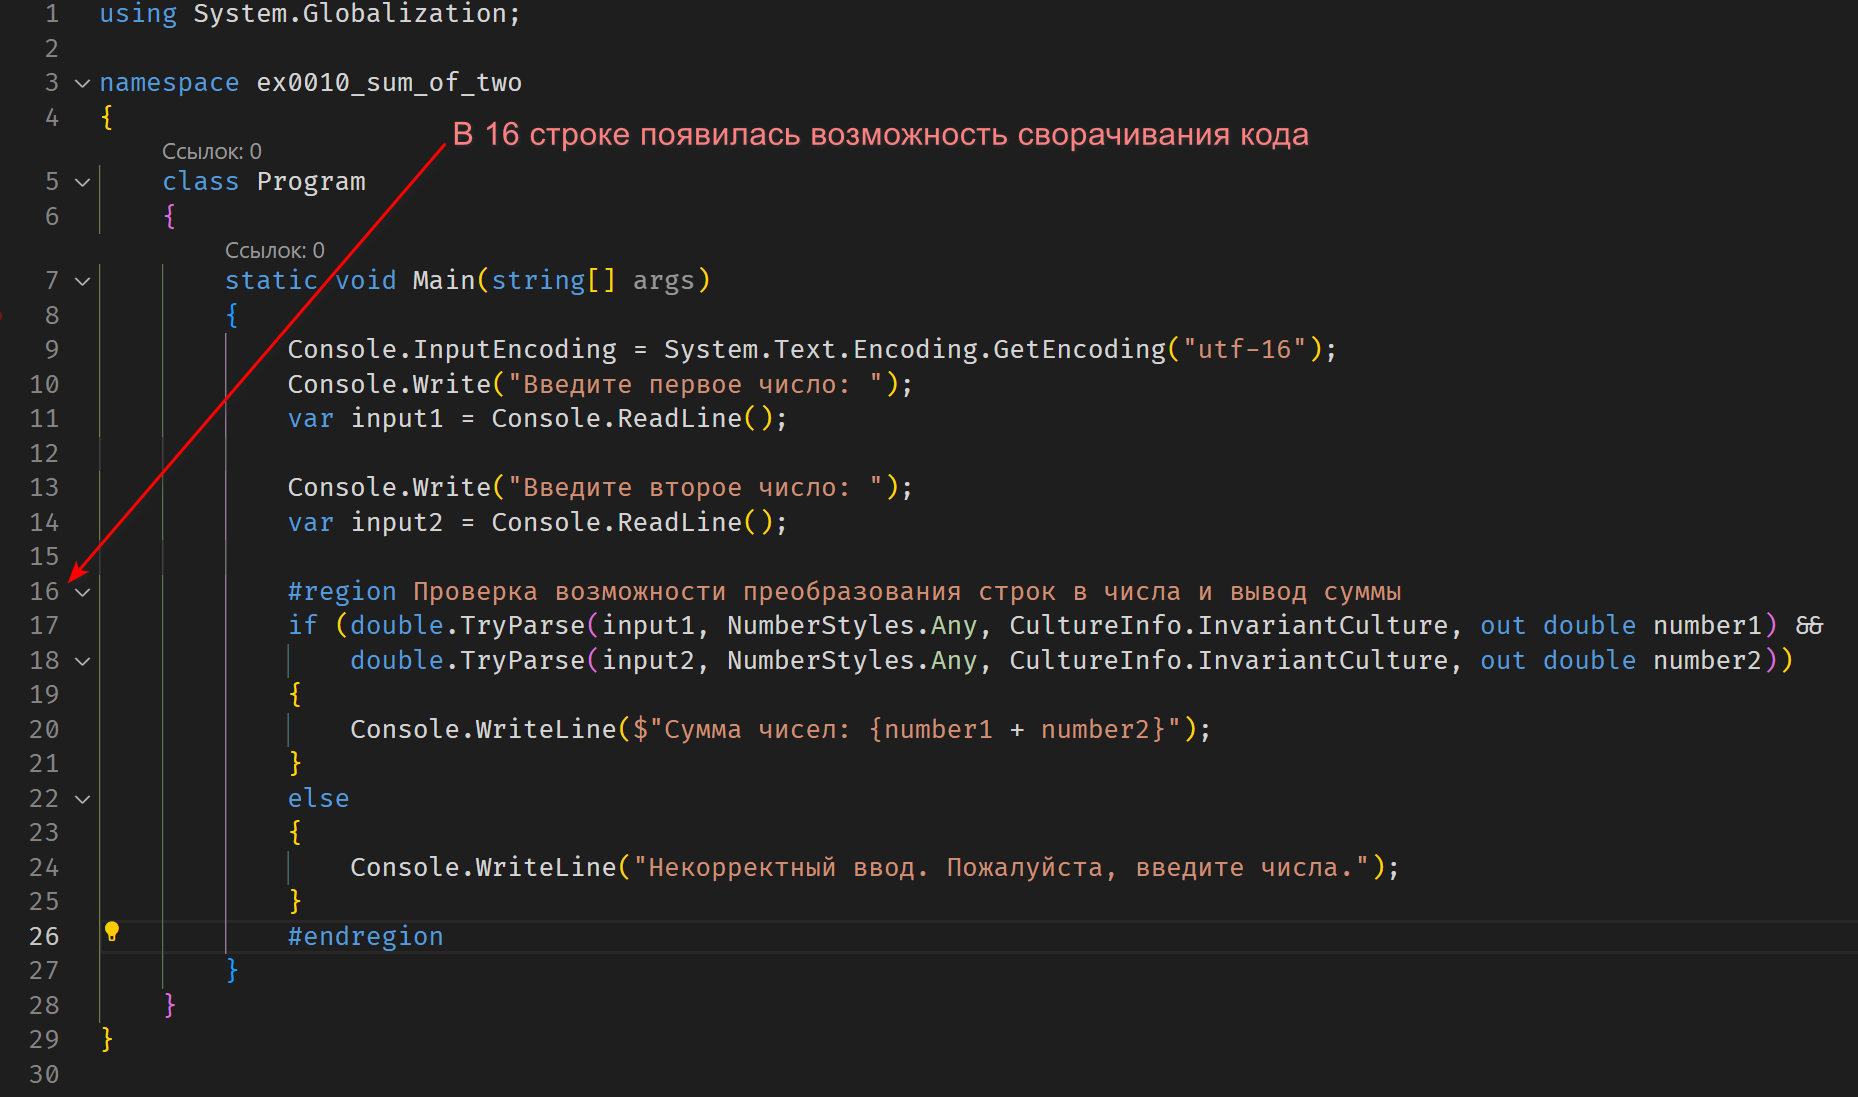 1 using System.Globalization;
2
3 namespace ex0010_sum_of_two
4 {
В 16 строке появилась возможность сворачивания кода
Ссылок: 0
5 class Program
6 {
Ссылок: 0
7 static void Main(string[] args)
8 {
9 Console.InputEncoding = System.Text.Encoding.GetEncoding("utf-16");
10 Console.Write("Введите первое число: ");
11 var input1 = Console.ReadLine();
12
13 Console.Write("Введите второе число: ");
14 var input2 = Console.ReadLine();
15
16 #region Проверка возможности преобразования строк в числа и вывод суммы
17 if (double.TryParse(input1, NumberStyles.Any, CultureInfo.InvariantCulture, out double number1) &&
18 double.TryParse(input2, NumberStyles.Any, CultureInfo.InvariantCulture, out double number2))
19 {
20 Console.WriteLine($"Сумма чисел: {number1 + number2}");
21 }
22 else
23 {
24 Console.WriteLine("Некорректный ввод. Пожалуйста, введите числа.");
25 }
26 #endregion
27 }
28 }
29 }
30